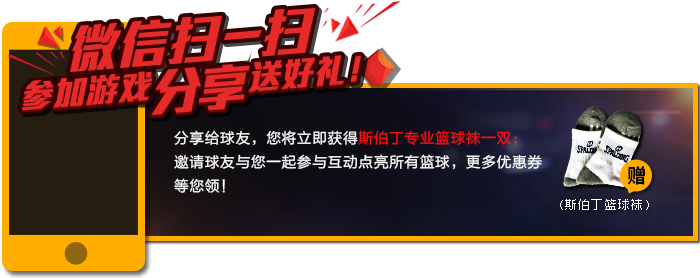 微信扫一扫
参加游戏 分享 送好礼！
分享给球友，您将立即获得斯伯丁专业篮球袜一双；
邀请球友与您一起参与互动点亮所有篮球，更多优惠券
等您领！
SPALDING
赠
（斯伯丁篮球袜）